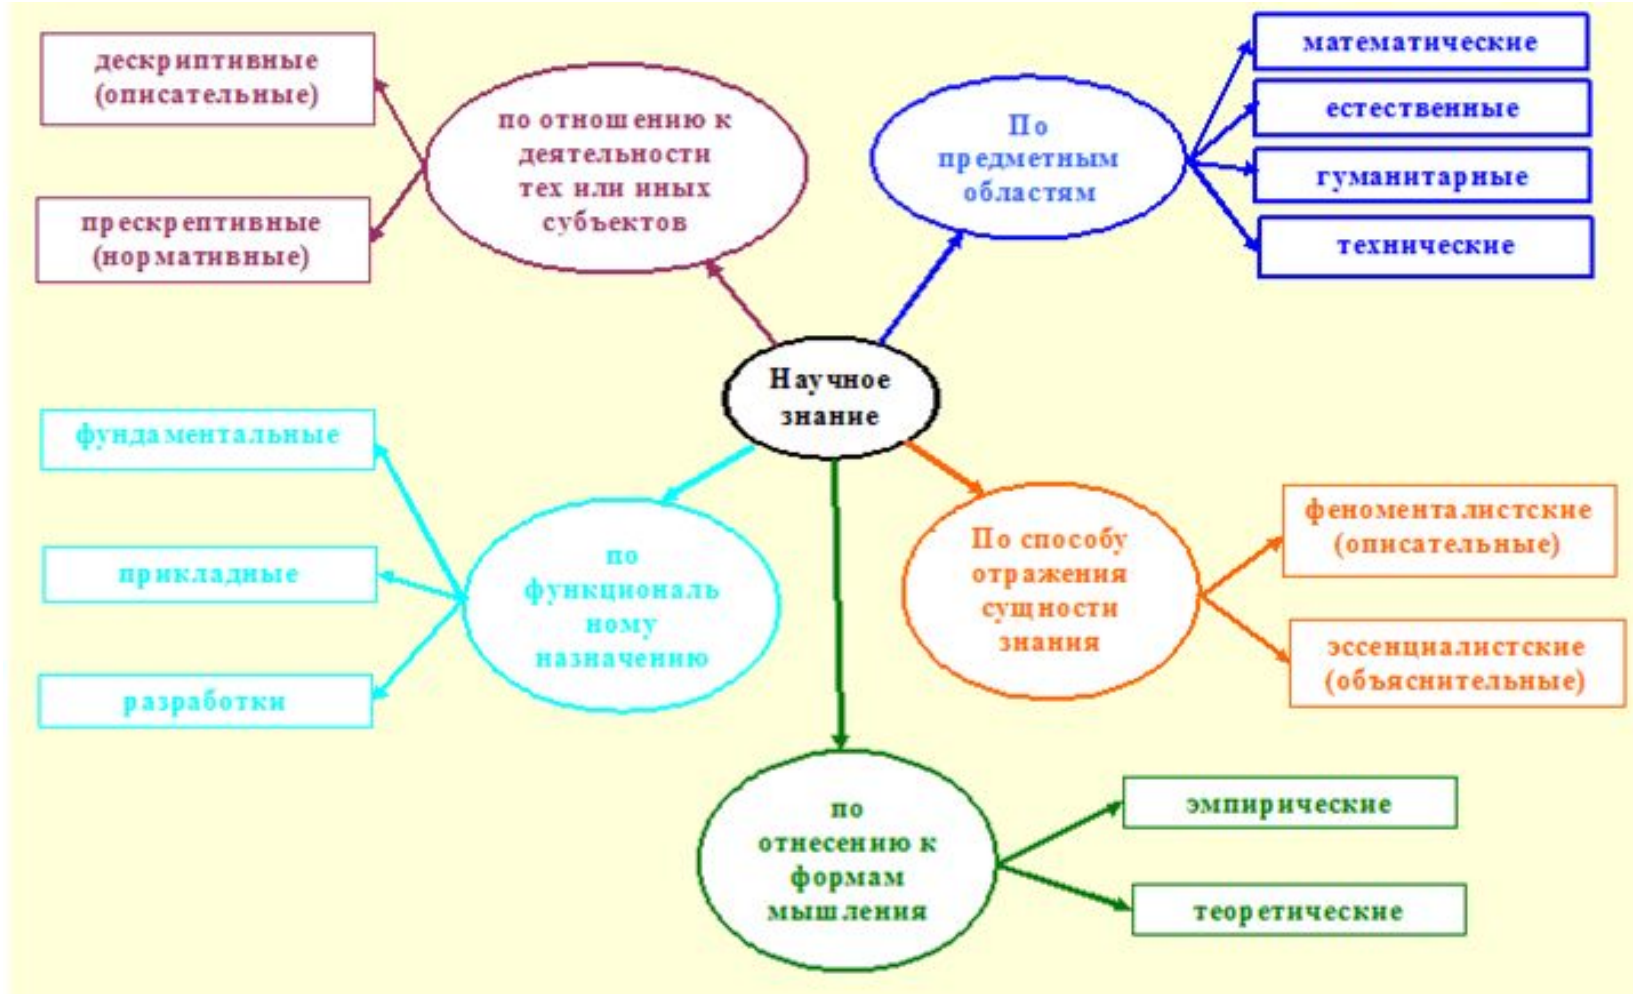 дескриптивные
(описательные)
прескрептивные
(нормативные)
по отношению к
деятельности
тех или иных
субъектов
По
предметным
областям
математические
естественные
гуманитарные
технические
Научное
знание
фундаментальные
прикладные
разработки
по
функциональ
ному
назначению
По способу
отражения
сущности
знания
феноменталистские
(описательные)
эссенциалистские
(объяснительные)
по
отнесению к
формам
мышления
эмпирические
теоретические